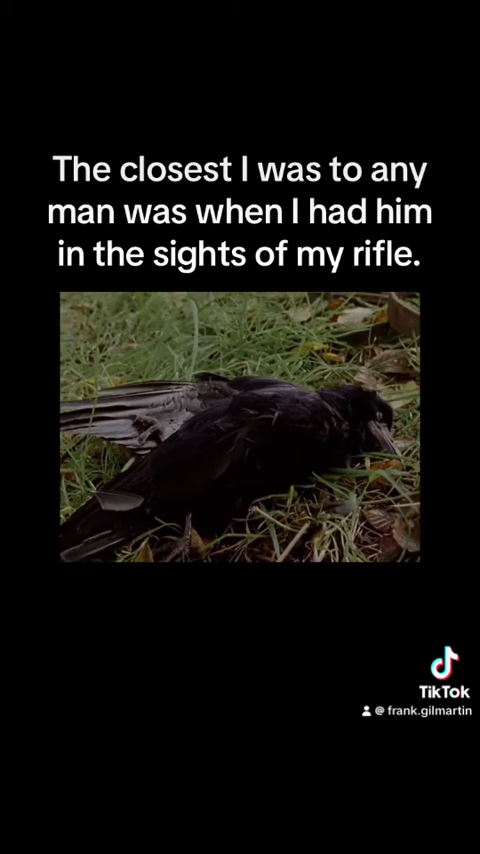 The closest I was to any
man was when I had him
in the sights of my rifle.
TikTok
@ frank.gilmartin